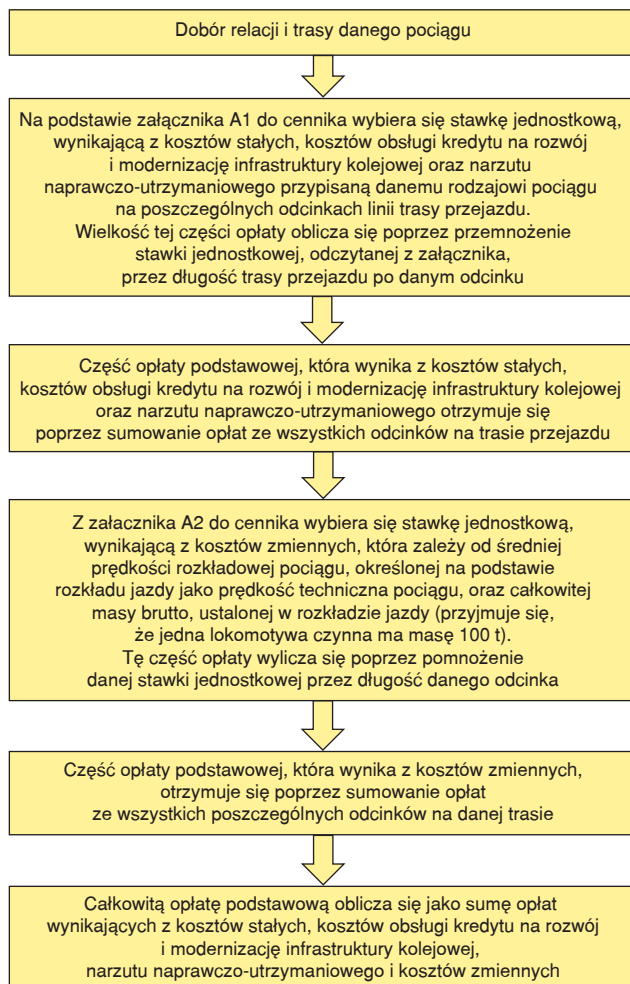 Dobór relacji i trasy danego pociągu
Na podstawie załącznika A1 do cennika wybiera się stawkę jednostkową,
wynikającą z kosztów stałych, kosztów obsługi kredytu na rozwój
i modernizację infrastruktury kolejowej oraz narzutu
naprawczo-utrzymaniowego przypisaną danemu rodzajowi pociągu
na poszczególnych odcinkach linii trasy przejazdu.
Wielkość tej części opłaty oblicza się poprzez przemnożenie
stawki jednostkowej, odczytanej z załącznika,
przez długość trasy przejazdu po danym odcinku
Część opłaty podstawowej, która wynika z kosztów stałych,
kosztów obsługi kredytu na rozwój i modernizację infrastruktury kolejowej
oraz narzutu naprawczo-utrzymaniowego otrzymuje się
poprzez sumowanie opłat ze wszystkich odcinków na trasie przejazdu
Z załacznika A2 do cennika wybiera się stawkę jednostkową,
wynikającą z kosztów zmiennych, która zależy od średniej
prędkości rozkładowej pociągu, określonej na podstawie
rozkładu jazdy jako prędkość techniczna pociągu, oraz całkowitej
masy brutto, ustalonej w rozkładzie jazdy (przyjmuje się,
że jedna lokomotywa czynna ma masę 100 t).
Tę część opłaty wylicza się poprzez pomnożenie
danej stawki jednostkowej przez długość danego odcinka
Część opłaty podstawowej, która wynika z kosztów zmiennych,
otrzymuje się poprzez sumowanie opłat
ze wszystkich poszczególnych odcinków na danej trasie
Całkowitą opłatę podstawową oblicza się jako sumę opłat
wynikających z kosztów stałych, kosztów obsługi kredytu na rozwój
i modernizację infrastruktury kolejowej,
narzutu naprawczo-utrzymaniowego i kosztów zmiennych